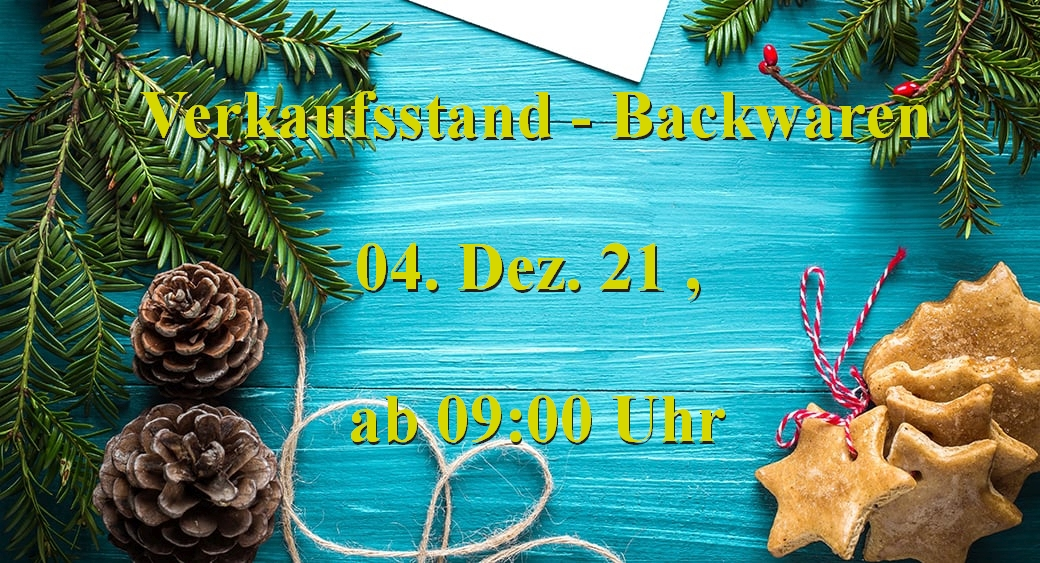 Verkaufsstand - Backwaren
04. Dez. 21 ,
ab 09:00 Uhr